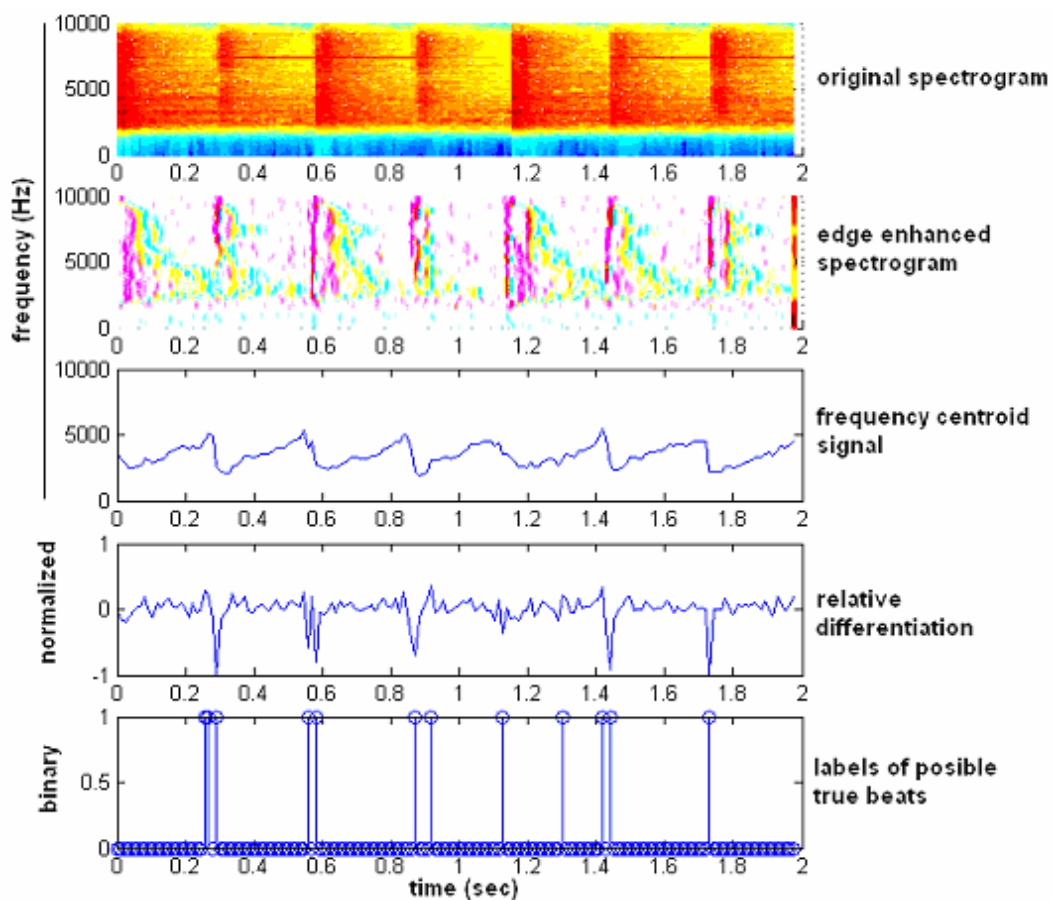 10000
5000
0
0 0.2 0.4 0.6 0.8 1 1.2 1.4 1.6 1.8 2
original spectrogram
10000
5000
0
0 0.2 0.4 0.6 0.8 1 1.2 1.4 1.6 1.8 2
edge enhanced
spectrogram
frequency (Hz)
10000
5000
0
0 0.2 0.4 0.6 0.8 1 1.2 1.4 1.6 1.8 2
frequency centroid
signal
normalized
1
0
-1
0 0.2 0.4 0.6 0.8 1 1.2 1.4 1.6 1.8 2
relative
differentiation
binary
1
0.5
0
0 0.2 0.4 0.6 0.8 1 1.2 1.4 1.6 1.8 2
labels of posible
true beats
time (sec)